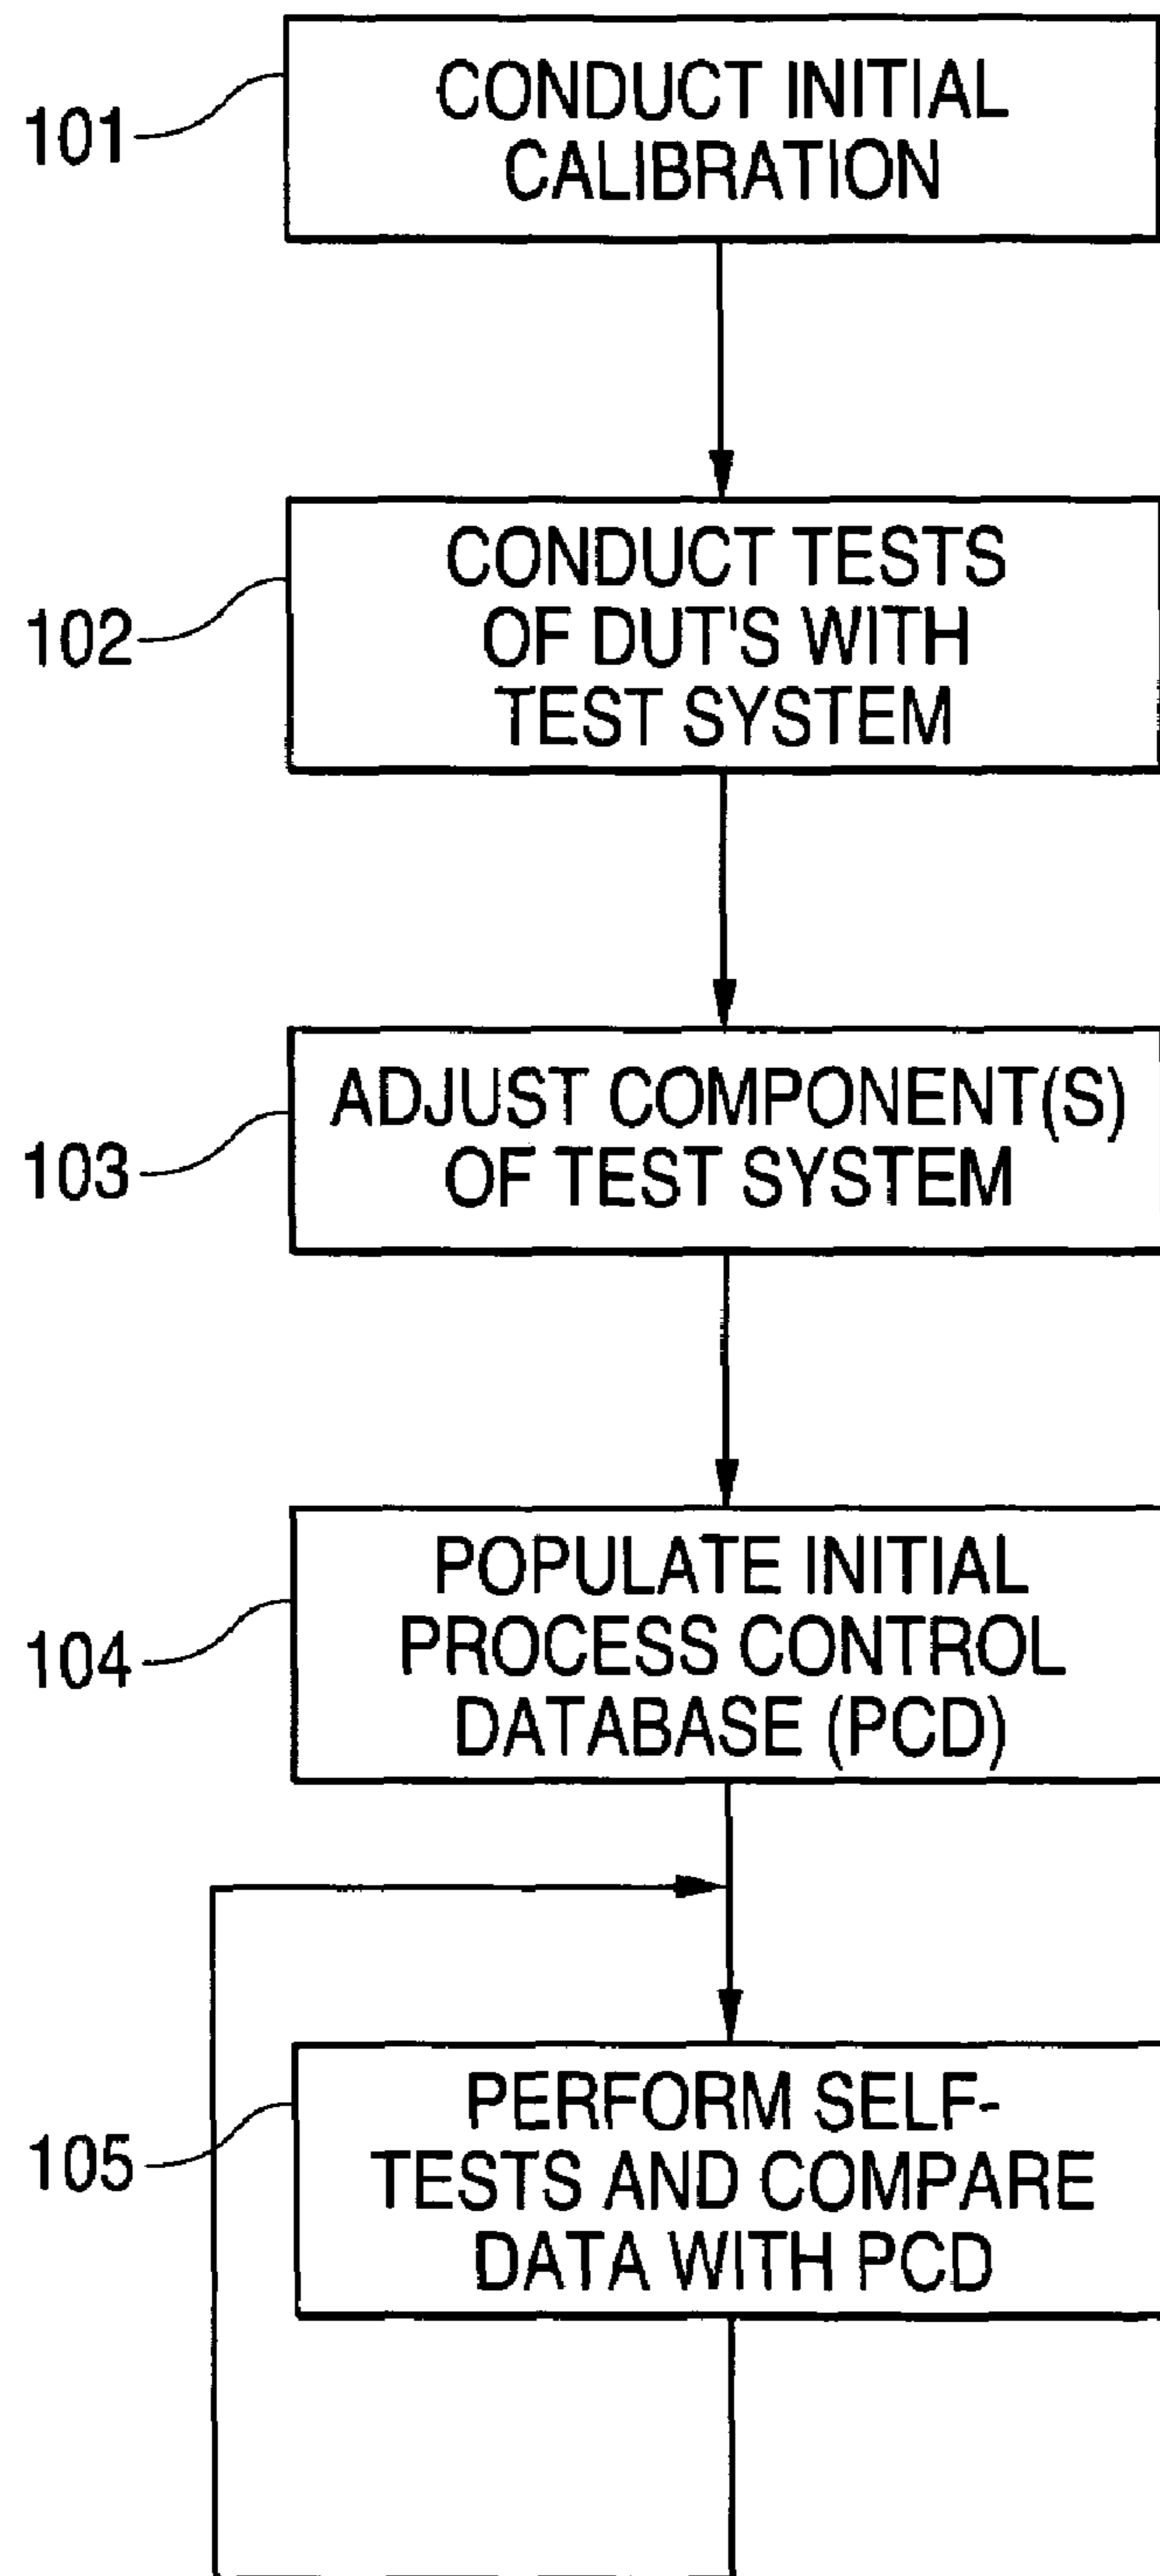 101
CONDUCT INITIAL
CALIBRATION
102
CONDUCT TESTS
OF DUT'S WITH
TEST SYSTEM
103
ADJUST COMPONENT(S)
OF TEST SYSTEM
104
POPULATE INITIAL
PROCESS CONTROL
DATABASE (PCD)
105
PERFORM SELF-
TESTS AND COMPARE
DATA WITH PCD